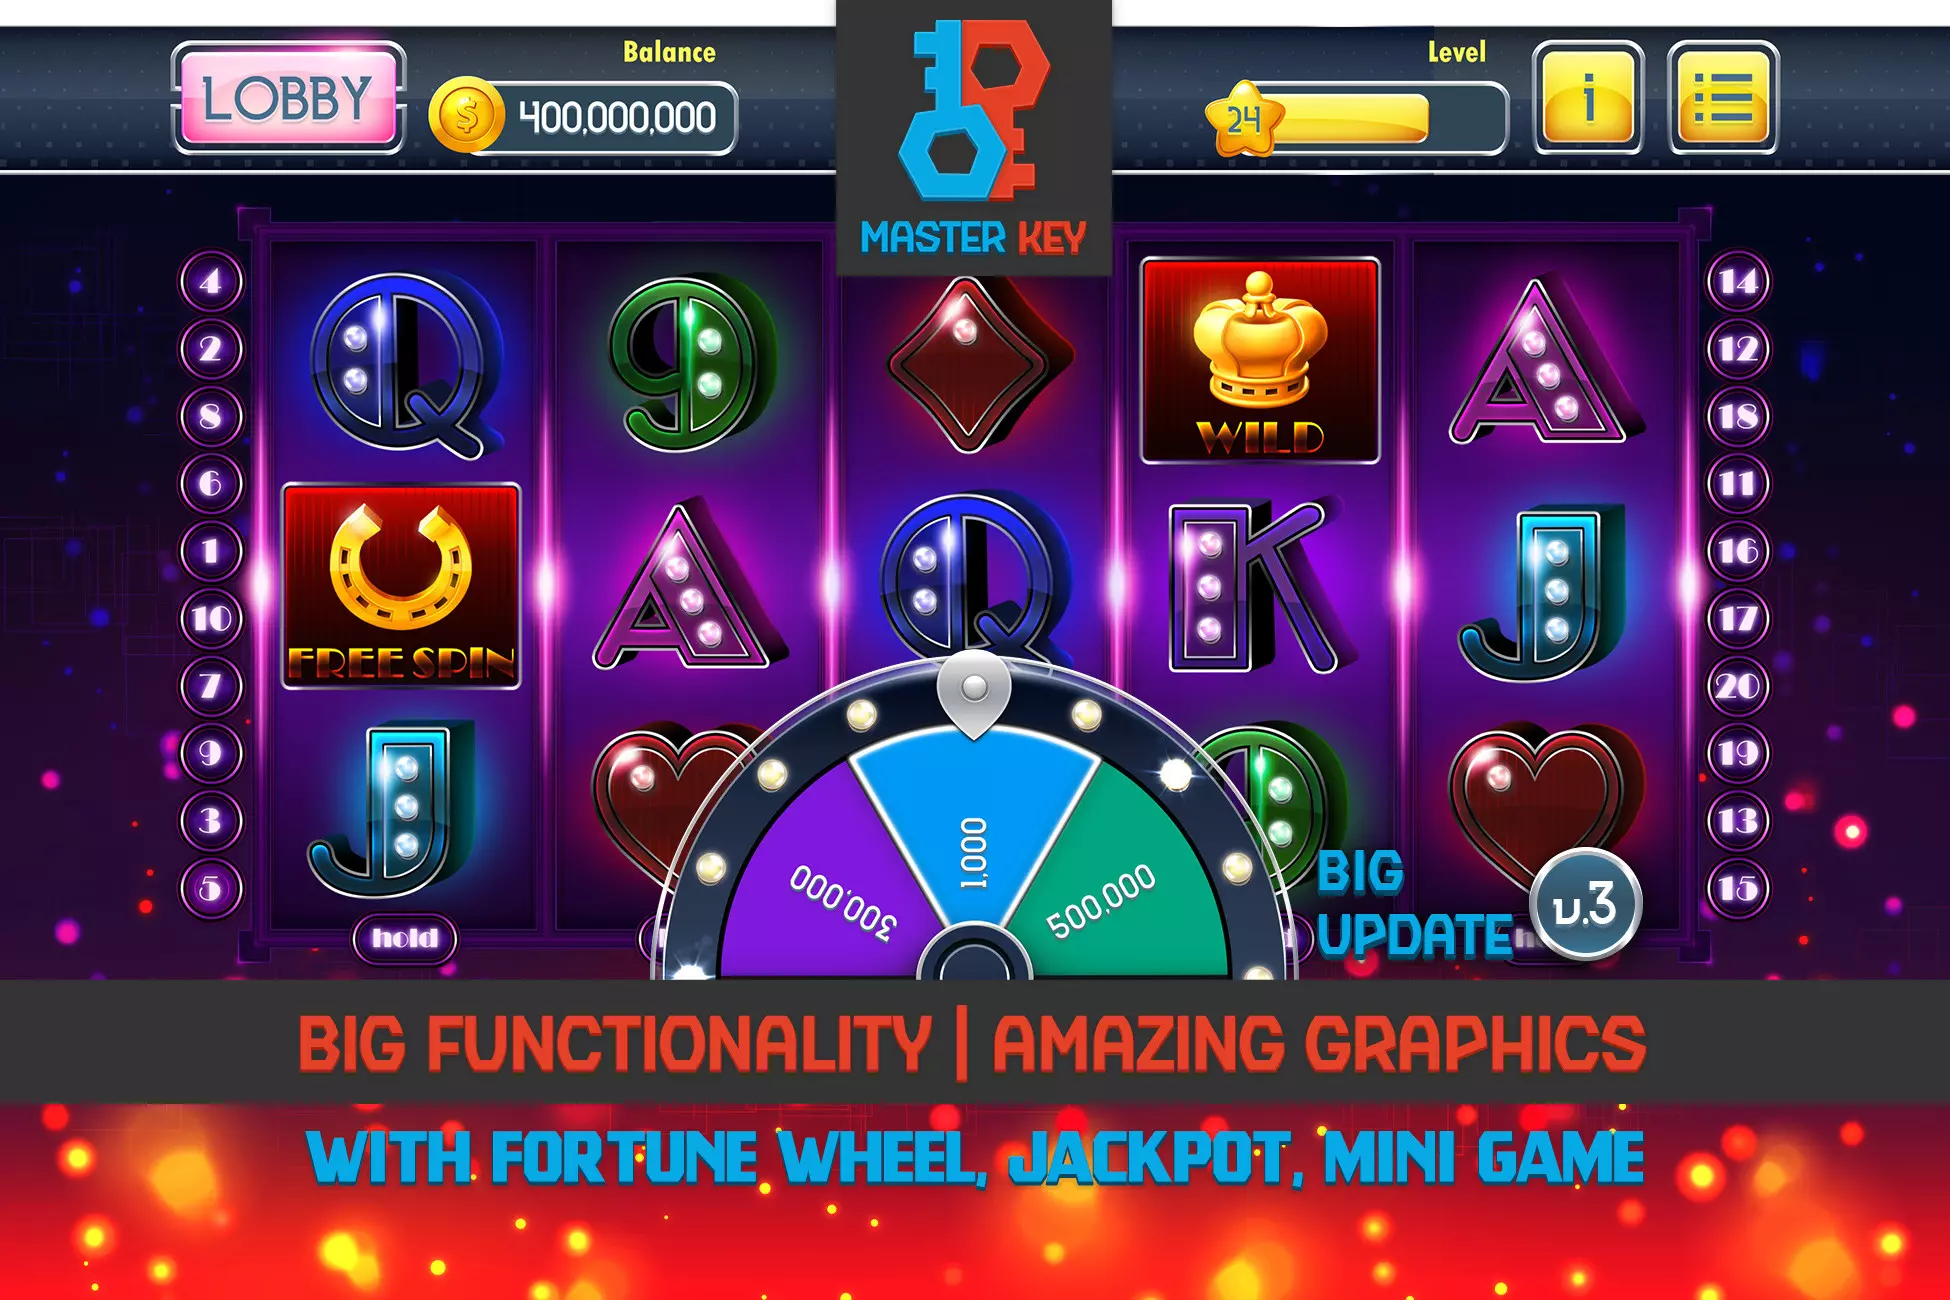 LOBBY
Balance
400,000,000
MASTER KEY
Level
24
i
4
2
8
6
1
10
7
9
3
5
Q
9
WILD
A
FREE SPIN
A
Q
K
J
J
14
12
18
11
16
17
20
19
13
15
300,000
1,000
500,000
hold
BIG
UPDATE
v.3
BIG FUNCTIONALITY | AMAZING GRAPHICS
WITH FORTUNE WHEEL, JACKPOT, MINI GAME